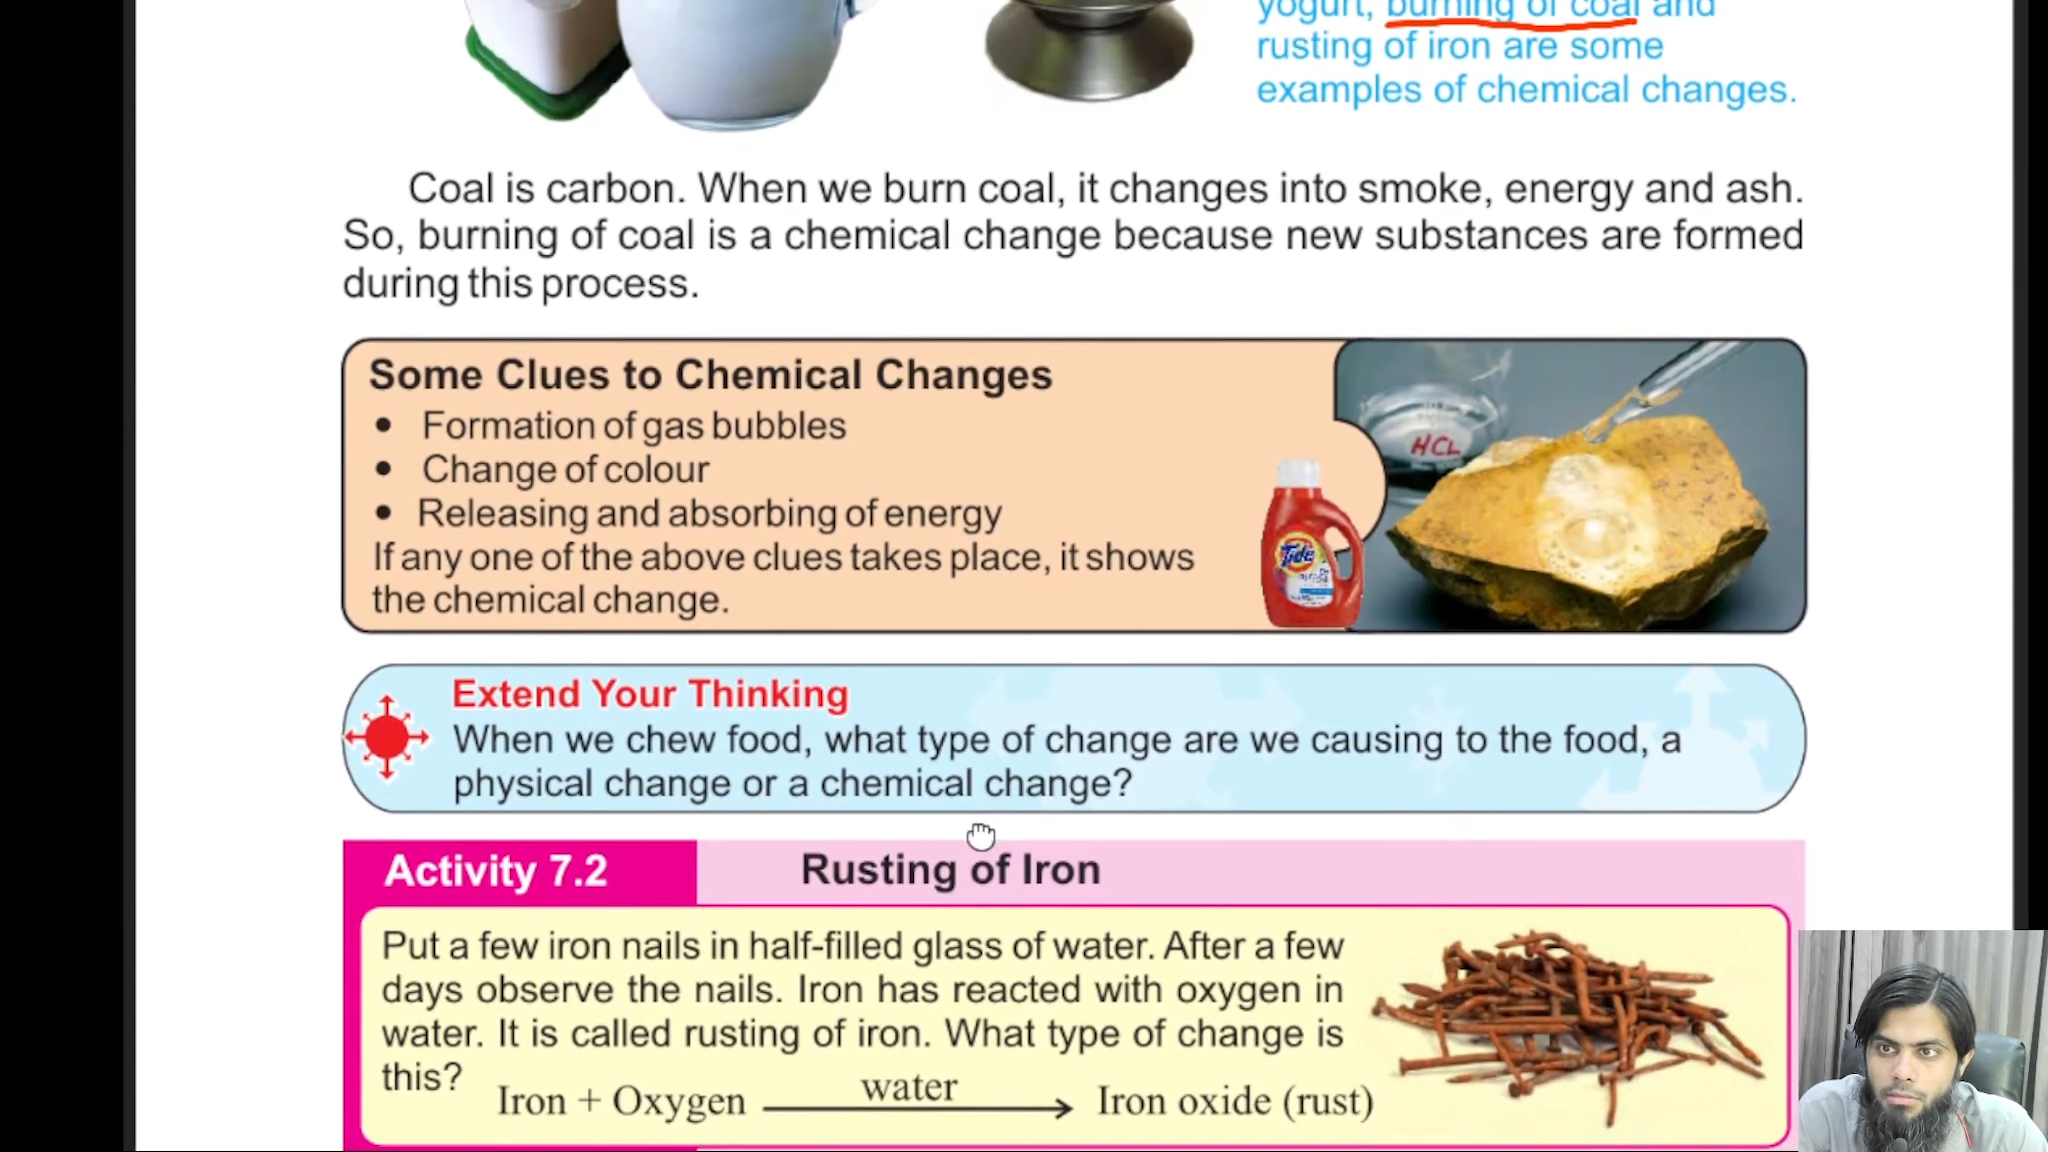 yogurt, burning of coal and
rusting of iron are some
examples of chemical changes.
Coal is carbon. When we burn coal, it changes into smoke, energy and ash.
So, burning of coal is a chemical change because new substances are formed
during this process.
Some Clues to Chemical Changes
• Formation of gas bubbles
• Change of colour
• Releasing and absorbing of energy
If any one of the above clues takes place, it shows
the chemical change.
HCL
Tide
Extend Your Thinking
When we chew food, what type of change are we causing to the food, a
physical change or a chemical change?
Activity 7.2
Rusting of Iron
Put a few iron nails in half-filled glass of water. After a few
days observe the nails. Iron has reacted with oxygen in
water. It is called rusting of iron. What type of change is
this?
water
Iron + Oxygen ⟶ Iron oxide (rust)